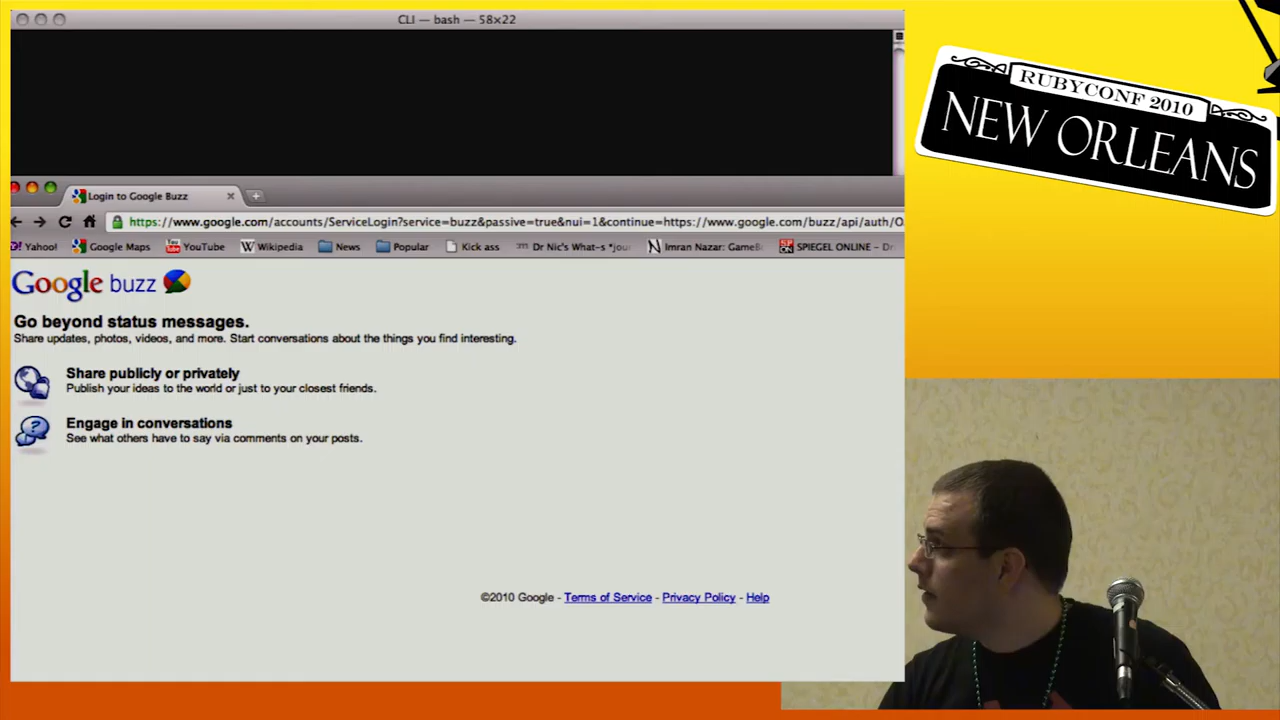 CLI — bash — 58×22
RUBYCONF 2010
NEW ORLEANS
Login to Google Buzz
https://www.google.com/accounts/ServiceLogin?service=buzz&passive=true&nui=1&continue=https://www.google.com/buzz/api/auth/O
Yahoo! Google Maps YouTube Wikipedia News Popular Kick ass Dr Nic's What--s *jour Imran Nazar: GameB SPIEGEL ONLINE – D
Google buzz
Go beyond status messages.
Share updates, photos, videos, and more. Start conversations about the things you find interesting.
Share publicly or privately
Publish your ideas to the world or just to your closest friends.
Engage in conversations
See what others have to say via comments on your posts.
©2010 Google - Terms of Service - Privacy Policy - Help